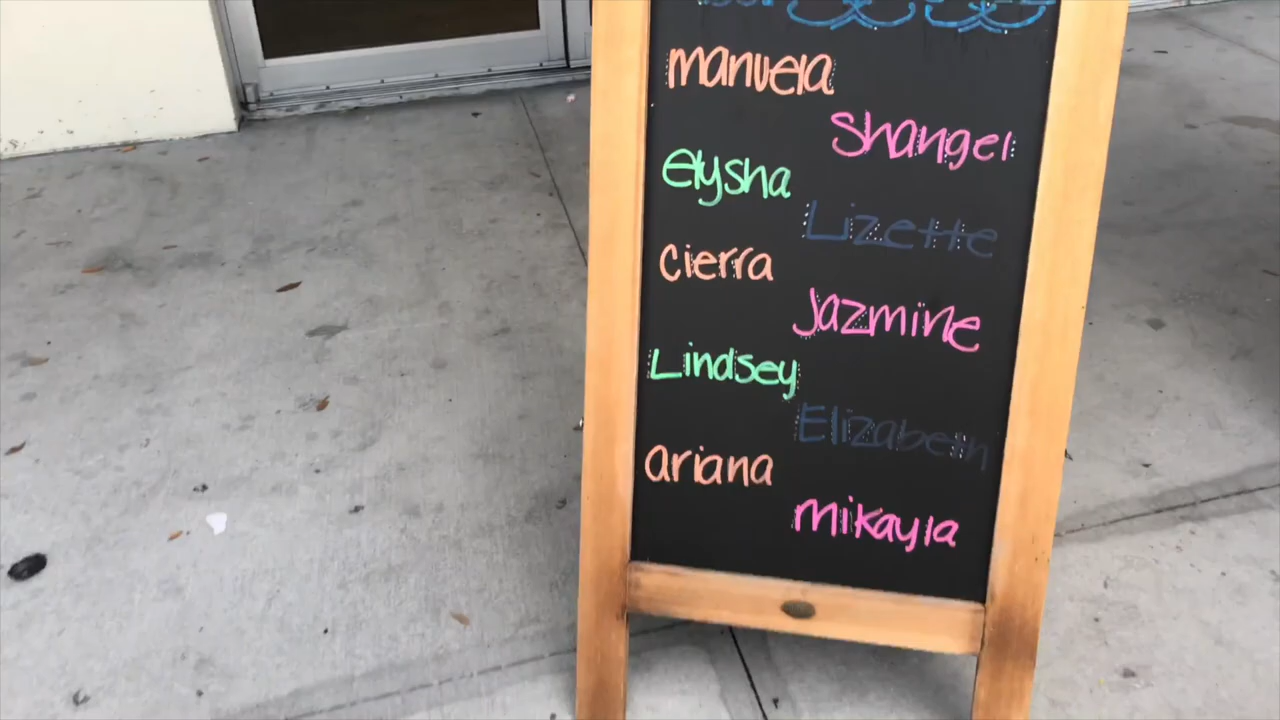 manuela
Shangel
elysha
Lizette
cierra
Jazmine
Lindsey
Elizabeth
ariana
mikayla